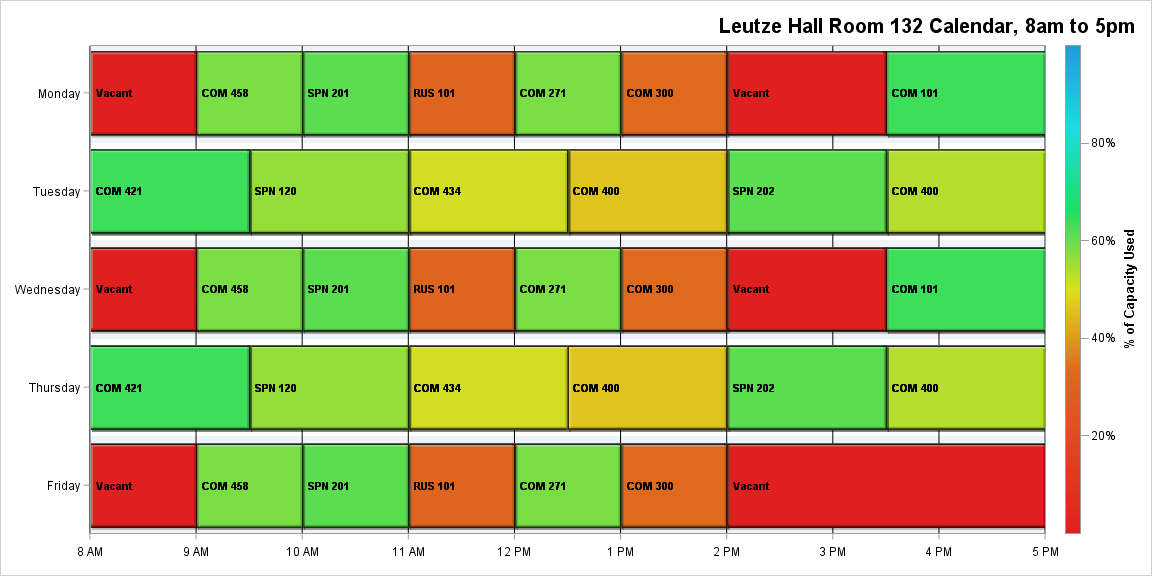 Leutze Hall Room 132 Calendar, 8am to 5pm
Monday
Vacant
COM 458
SPN 201
RUS 101
COM 271
COM 300
Vacant
COM 101
Tuesday
COM 421
SPN 120
COM 434
COM 400
SPN 202
COM 400
Wednesday
Vacant
COM 458
SPN 201
RUS 101
COM 271
COM 300
Vacant
COM 101
Thursday
COM 421
SPN 120
COM 434
COM 400
SPN 202
COM 400
Friday
Vacant
COM 458
SPN 201
RUS 101
COM 271
COM 300
Vacant
8 AM
9 AM
10 AM
11 AM
12 PM
1 PM
2 PM
3 PM
4 PM
5 PM
80%
60%
40%
20%
% of Capacity Used